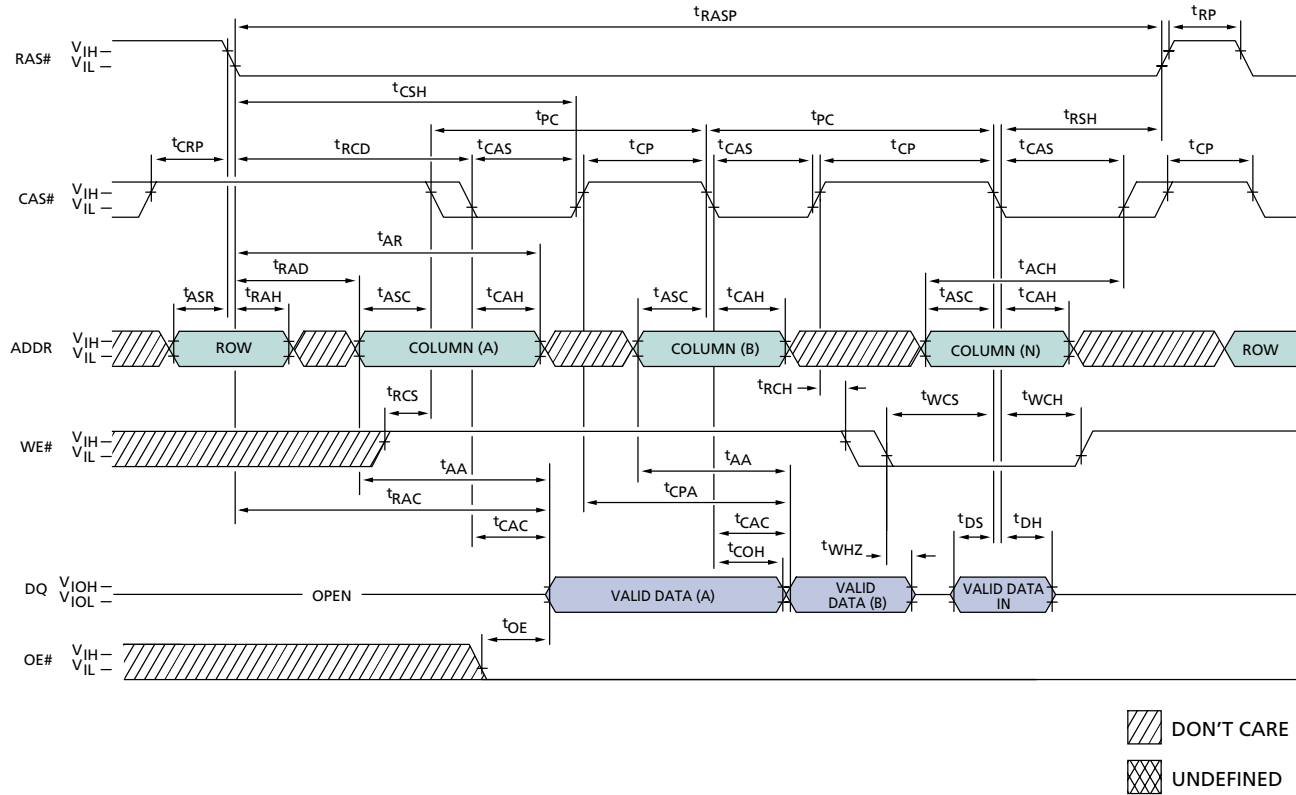 tRASP
tRP
RAS#
VIH
VIL
tCSH
tPC
tPC
tRSH
tCRP
tRCD
tCAS
tCP
tCAS
tCP
tCAS
tCP
CAS#
VIH
VIL
tAR
tRAD
tACH
tASR
tRAH
tASC
tCAH
tASC
tCAH
tASC
tCAH
ADDR
VIH
VIL
ROW
COLUMN (A)
COLUMN (B)
COLUMN (N)
ROW
tRCS
tRCH
tWCS
tWCH
WE#
VIH
VIL
tAA
tAA
tRAC
tCPA
tCAC
tCAC
tDS
tDH
tCOH
tWHZ
DQ
VIOH
VIOL
OPEN
VALID DATA (A)
VALID
DATA (B)
VALID DATA
IN
tOE
OE#
VIH
VIL
DON'T CARE
UNDEFINED